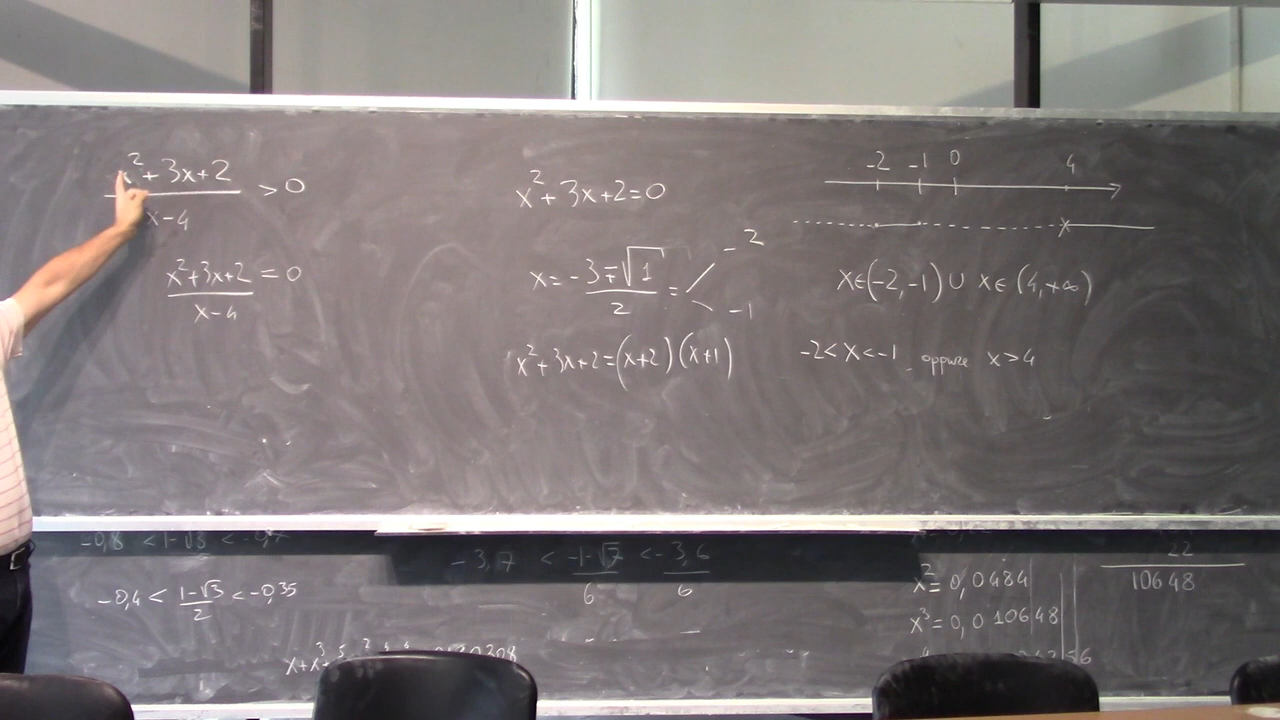 x² + 3x + 2 / x - 4 > 0
x² + 3x + 2 / x - 4 = 0
x² + 3x + 2 = 0
x = -3 ∓ √1 / 2 = -2 -1
x² + 3x + 2 = (x+2)(x+1)
-2 -1 0 4
x∈(-2,-1) ∪ x∈(4,+∞)
-2 < x < -1 oppure x > 4
-0,4 < 1-√3 / 2 < -0,35
-3,7 < -1-√7 / 6 < -3,6 / 6
22
10648
x² = 0,0484
x³ = 0,010648